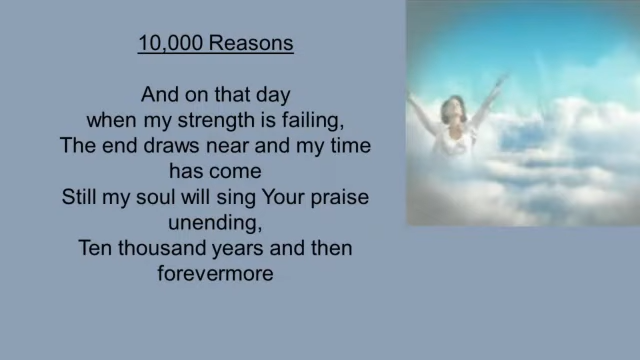 10,000 Reasons
And on that day
when my strength is failing,
The end draws near and my time
has come
Still my soul will sing Your praise
unending,
Ten thousand years and then
forevermore